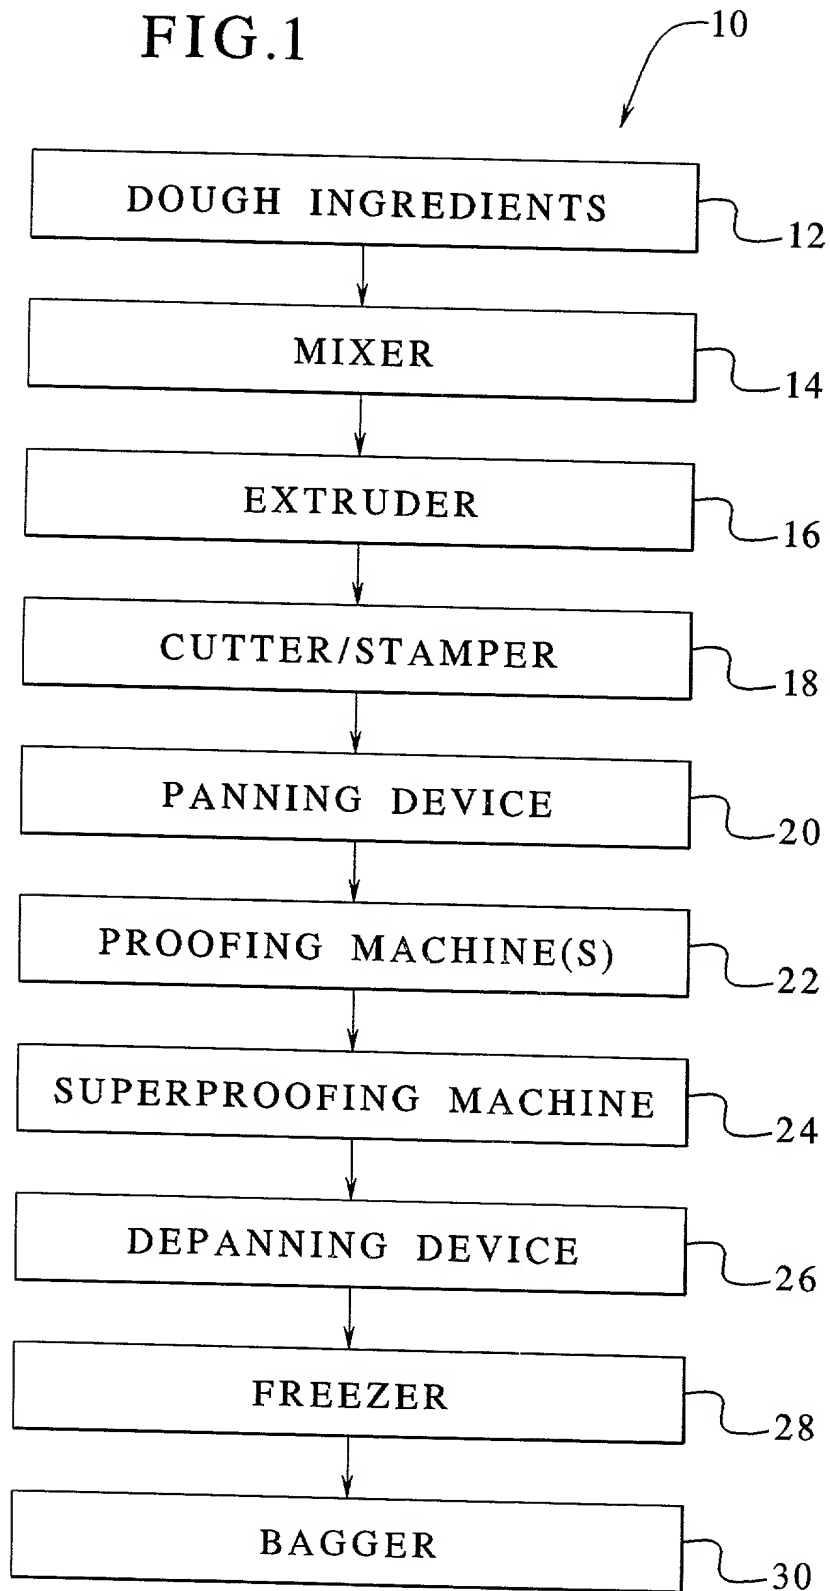 FIG.1
10
DOUGH INGREDIENTS
12
MIXER
14
EXTRUDER
16
CUTTER/STAMPER
18
PANNING DEVICE
20
PROOFING MACHINE(S)
22
SUPERPROOFING MACHINE
24
DEPANNING DEVICE
26
FREEZER
28
BAGGER
30